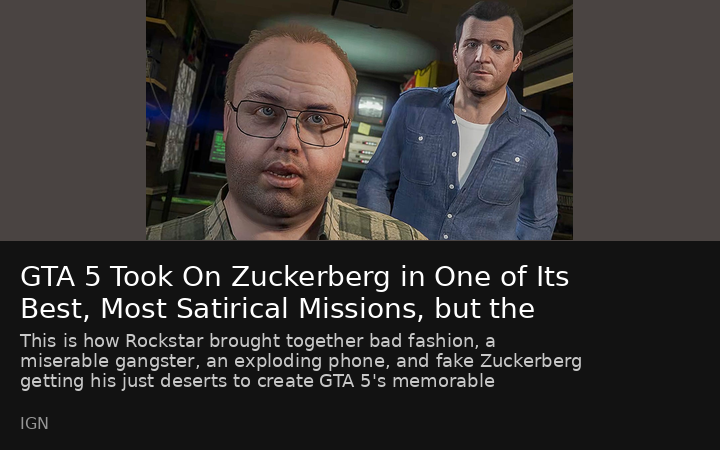 GTA 5 Took On Zuckerberg in One of Its
Best, Most Satirical Missions, but the
This is how Rockstar brought together bad fashion, a
miserable gangster, an exploding phone, and fake Zuckerberg
getting his just deserts to create GTA 5's memorable
IGN